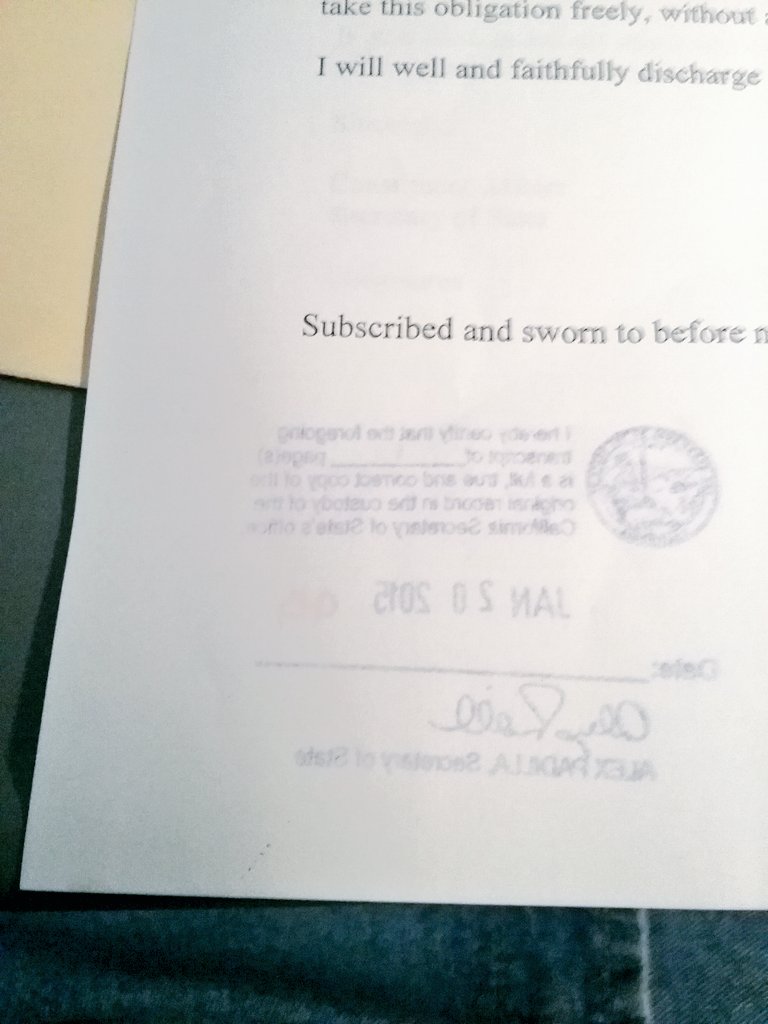 take this obligation freely, without
I will well and faithfully discharge
Subscribed and sworn to before
I hereby certify that the foregoing
transcript of ________ page(s)
is a full, true and correct copy of the
original record in the custody of the
California Secretary of State's office.
JAN 20 2015
Date:
ALEX PADILLA, Secretary of State